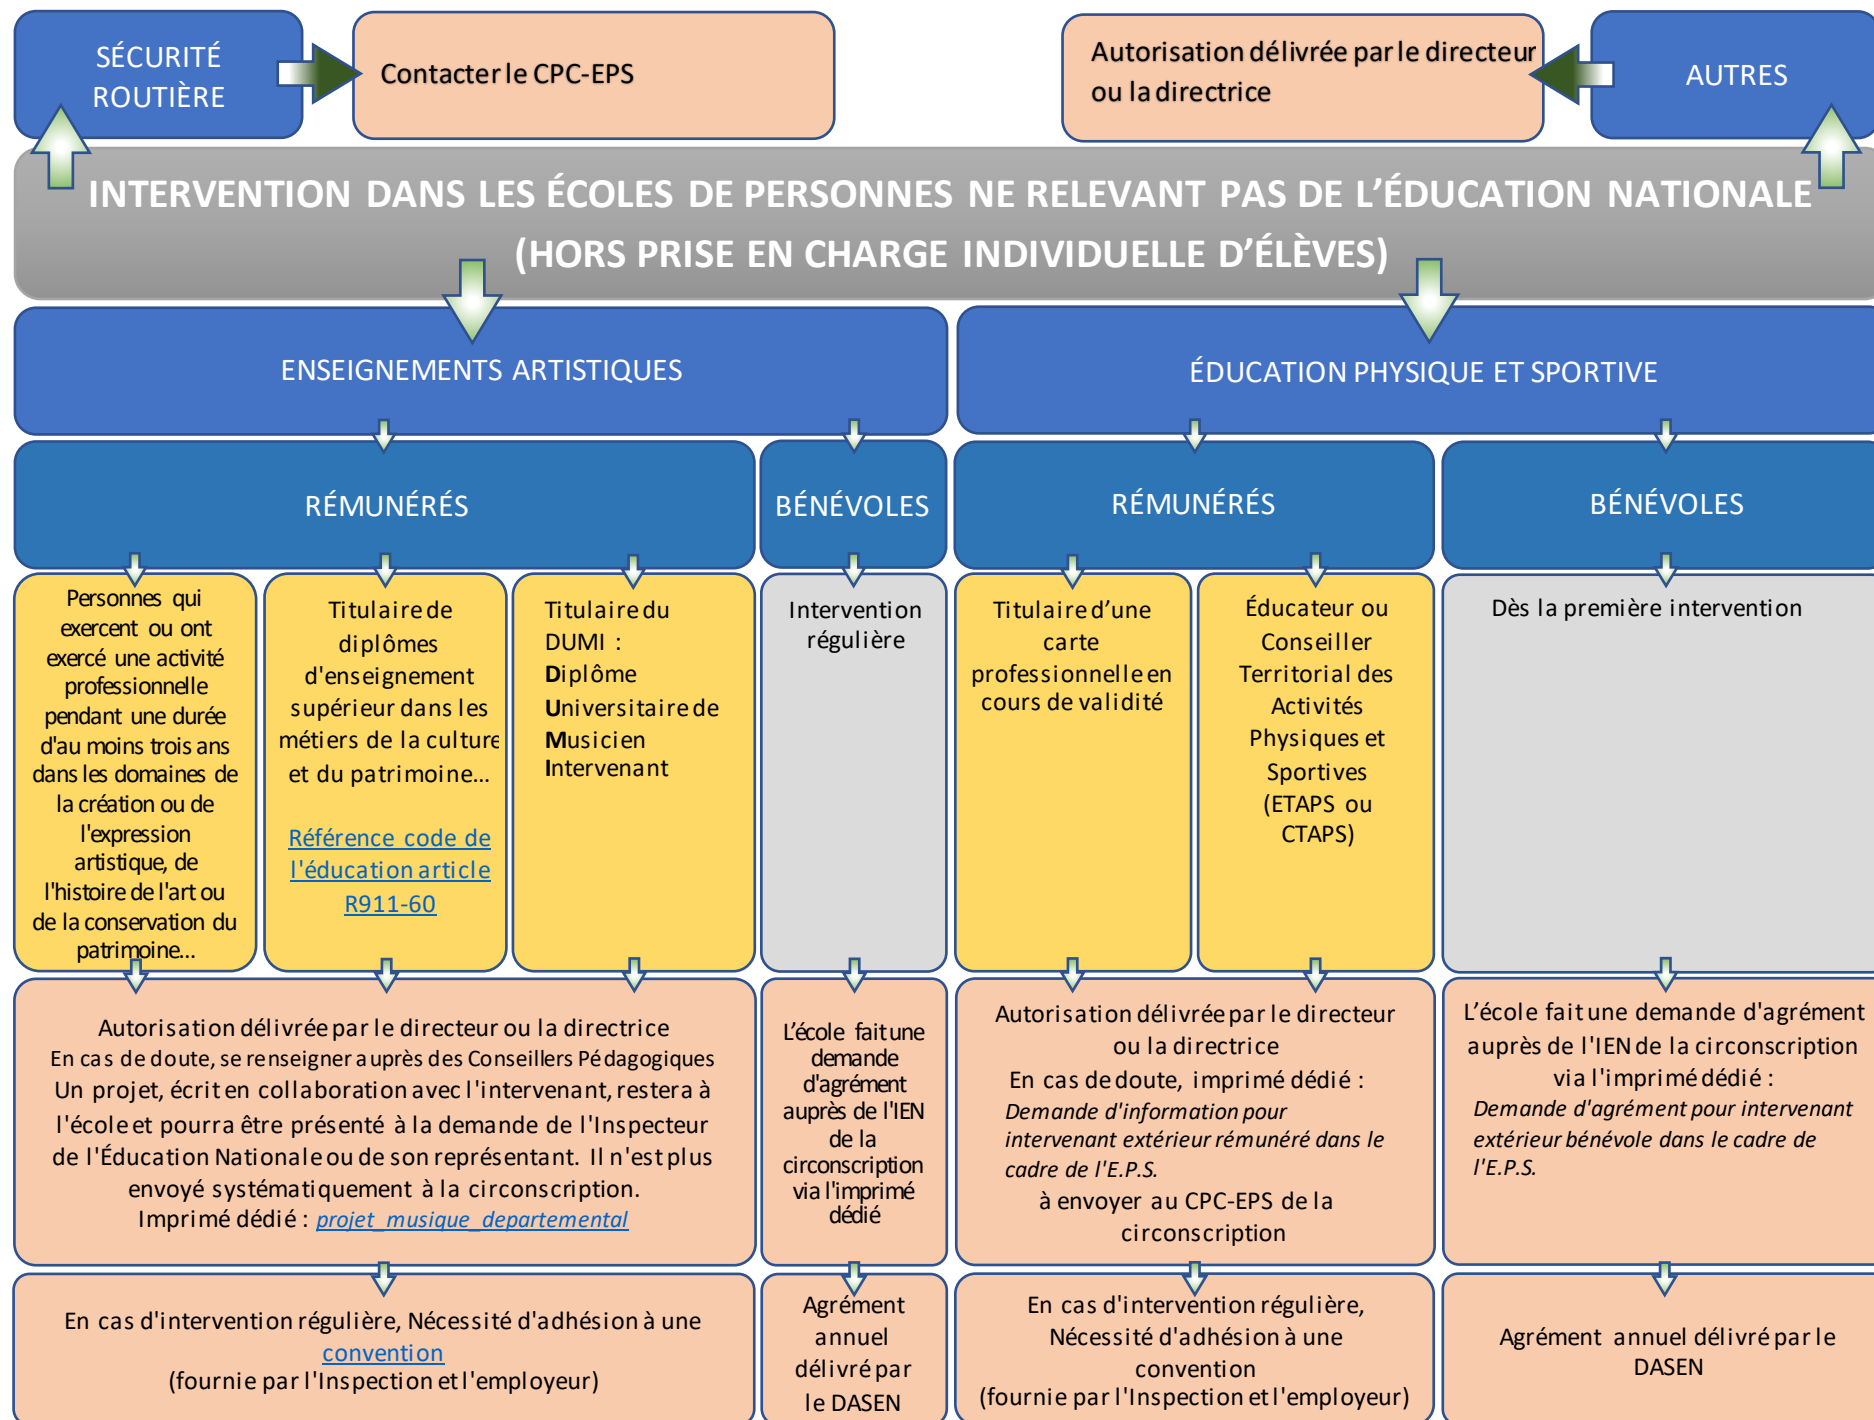 SÉCURITÉ
ROUTIÈRE
Contacter le CPC-EPS
Autorisation délivrée par le directeur
ou la directrice
AUTRES
INTERVENTION DANS LES ÉCOLES DE PERSONNES NE RELEVANT PAS DE L'ÉDUCATION NATIONALE
(HORS PRISE EN CHARGE INDIVIDUELLE D'ÉLÈVES)
ENSEIGNEMENTS ARTISTIQUES
ÉDUCATION PHYSIQUE ET SPORTIVE
RÉMUNÉRÉS
BÉNÉVOLES
RÉMUNÉRÉS
BÉNÉVOLES
Personnes qui
exercent ou ont
exercé une activité
professionnelle
pendant une durée
d'au moins trois ans
dans les domaines de
la création ou de
l'expression
artistique, de
l'histoire de l'art ou
de la conservation du
patrimoine...
Titulaire de
diplômes
d'enseignement
supérieur dans les
métiers de la culture
et du patrimoine...
Référence code de
l'éducation article
R911-60
Titulaire du
DUMI :
Diplôme
Universitaire de
Musicien
Intervenant
Intervention
régulière
Titulaire d'une
carte
professionnelle en
cours de validité
Éducateur ou
Conseiller
Territorial des
Activités
Physiques et
Sportives
(ETAPS ou
CTAPS)
Dès la première intervention
Autorisation délivrée par le directeur ou la directrice
En cas de doute, se renseigner auprès des Conseillers Pédagogiques
Un projet, écrit en collaboration avec l'intervenant, restera à
l'école et pourra être présenté à la demande de l'Inspecteur
de l'Éducation Nationale ou de son représentant. Il n'est plus
envoyé systématiquement à la circonscription.
Imprimé dédié : projet_musique_departemental
L'école fait une
demande
d'agrément
auprès de l'IEN
de la
circonscription
via l'imprimé
dédié
Autorisation délivrée par le directeur
ou la directrice
En cas de doute, imprimé dédié :
Demande d'information pour
intervenant extérieur rémunéré dans le
cadre de l'E.P.S.
à envoyer au CPC-EPS de la
circonscription
L'école fait une demande d'agrément
auprès de l'IEN de la circonscription
via l'imprimé dédié :
Demande d'agrément pour intervenant
extérieur bénévole dans le cadre de
l'E.P.S.
En cas d'intervention régulière, Nécessité d'adhésion à une
convention
(fournie par l'Inspection et l'employeur)
Agrément
annuel
délivré par
le DASEN
En cas d'intervention régulière,
Nécessité d'adhésion à une
convention
(fournie par l'Inspection et l'employeur)
Agrément annuel délivré par le
DASEN